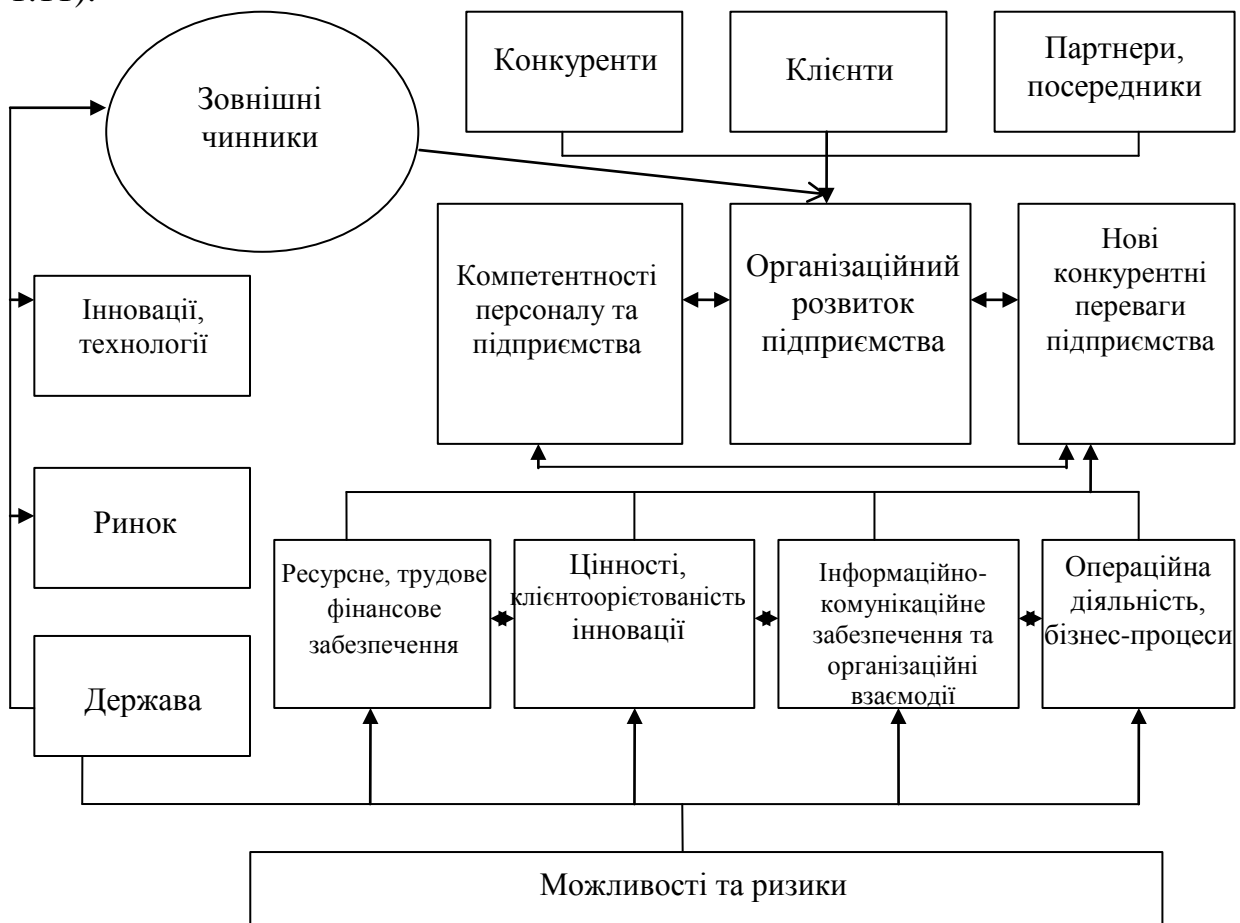 1.11).
Конкуренти
Клієнти
Партнери,
посередники
Зовнішні
чинники
Компетентності
персоналу та
підприємства
Організаційний
розвиток
підприємства
Нові
конкурентні
переваги
підприємства
Інновації,
технології
Ринок
Держава
Ресурсне, трудове
фінансове
забезпечення
Цінності,
клієнтоорієтованість
інновації
Інформаційно-
комунікаційне
забезпечення та
організаційні
взаємодії
Операційна
діяльність,
бізнес-процеси
Можливості та ризики